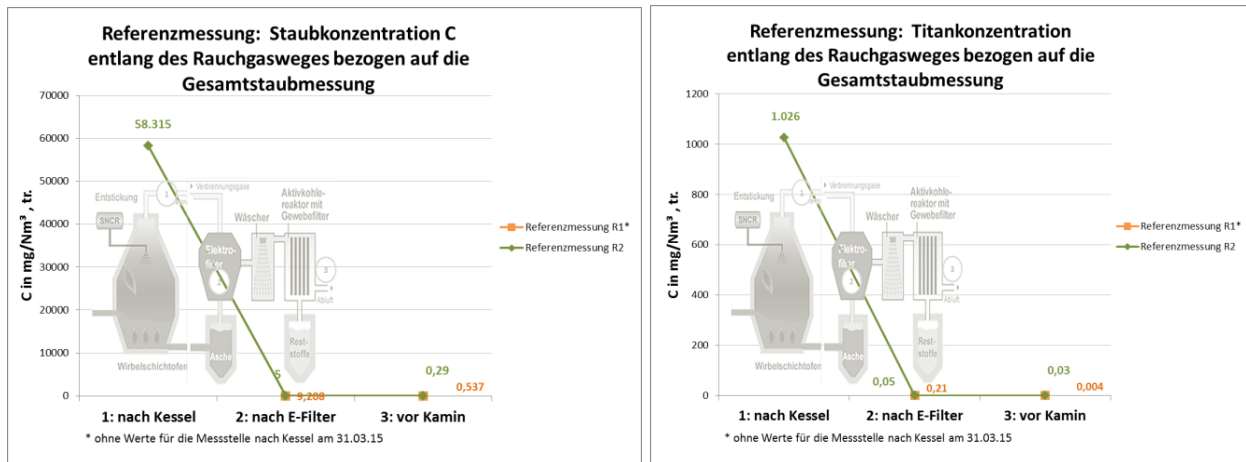 Referenzmessung: Staubkonzentration C
entlang des Rauchgasweges bezogen auf die
Gesamtstaubmessung
70000
60000
50000
40000
30000
20000
10000
0
C in mg/Nm³ , tr.
58.315
5
9,208
0,29
0,537
Entstickung
SNCR
1
Verbrennungsgase
Wäscher
Aktivkohle-
reaktor mit
Gewebefilter
Elektro-
filter
2
3
Abluft
Asche
Rest-
stoffe
Wirbelschichtofen
Referenzmessung R1*
Referenzmessung R2
1: nach Kessel
2: nach E-Filter
3: vor Kamin
* ohne Werte für die Messstelle nach Kessel am 31.03.15
Referenzmessung: Titankonzentration
entlang des Rauchgasweges bezogen auf die
Gesamtstaubmessung
1200
1000
800
600
400
200
0
C in mg/Nm³ , tr.
1.026
0,05
0,21
0,03
0,004
Entstickung
SNCR
1
Verbrennungsgase
Wäscher
Aktivkohle-
reaktor mit
Gewebefilter
Elektro-
filter
2
3
Abluft
Asche
Rest-
stoffe
Wirbelschichtofen
Referenzmessung R1*
Referenzmessung R2
1: nach Kessel
2: nach E-Filter
3: vor Kamin
* ohne Werte für die Messstelle nach Kessel am 31.03.15